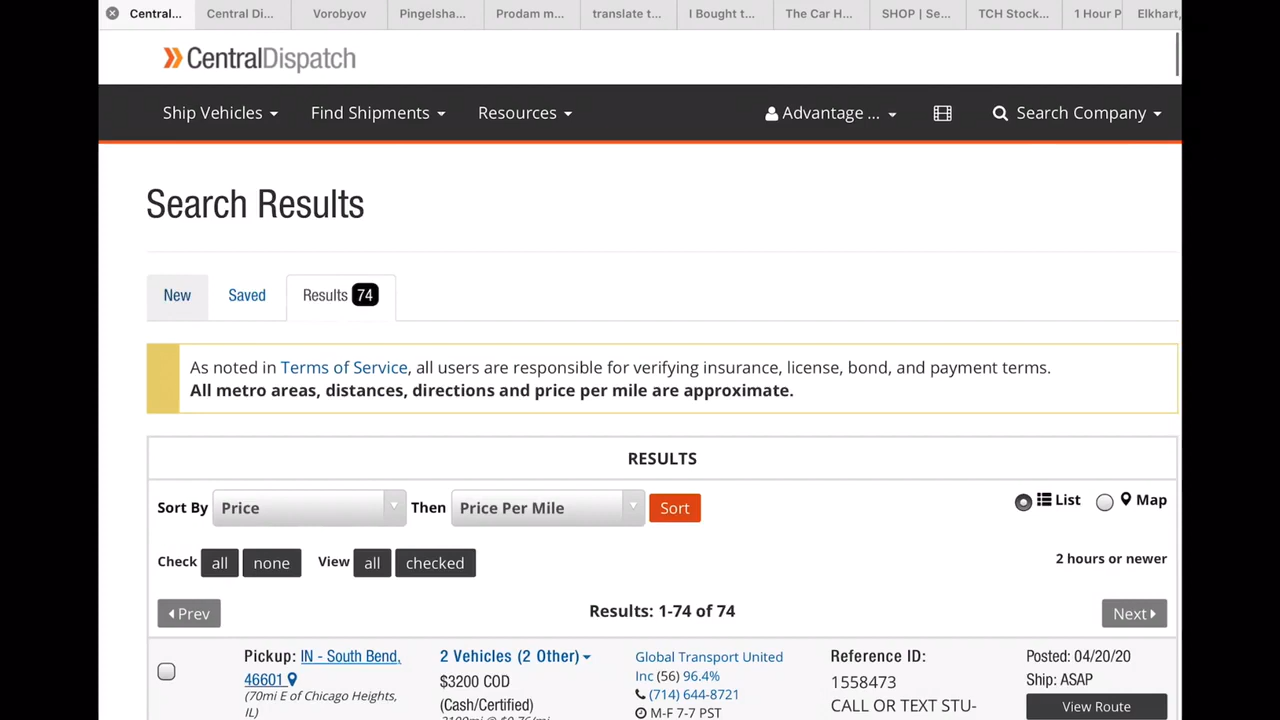 Central...
Central Di...
Vorobyov
Pingelsha...
Prodam m...
translate t...
I Bought t...
The Car H...
SHOP | Se...
TCH Stock...
1 Hour P
Elkhart,
CentralDispatch
Ship Vehicles
Find Shipments
Resources
Advantage ...
Search Company
Search Results
New
Saved
Results 74
As noted in Terms of Service, all users are responsible for verifying insurance, license, bond, and payment terms.
All metro areas, distances, directions and price per mile are approximate.
RESULTS
Sort By Price Then Price Per Mile Sort
List Map
Check all none View all checked
2 hours or newer
Prev
Results: 1-74 of 74
Next
Pickup: IN - South Bend,
46601
(70mi E of Chicago Heights,
IL)
2 Vehicles (2 Other)
$3200 COD
(Cash/Certified)
Global Transport United
Inc (56) 96.4%
(714) 644-8721
M-F 7-7 PST
Reference ID:
1558473
CALL OR TEXT STU-
Posted: 04/20/20
Ship: ASAP
View Route